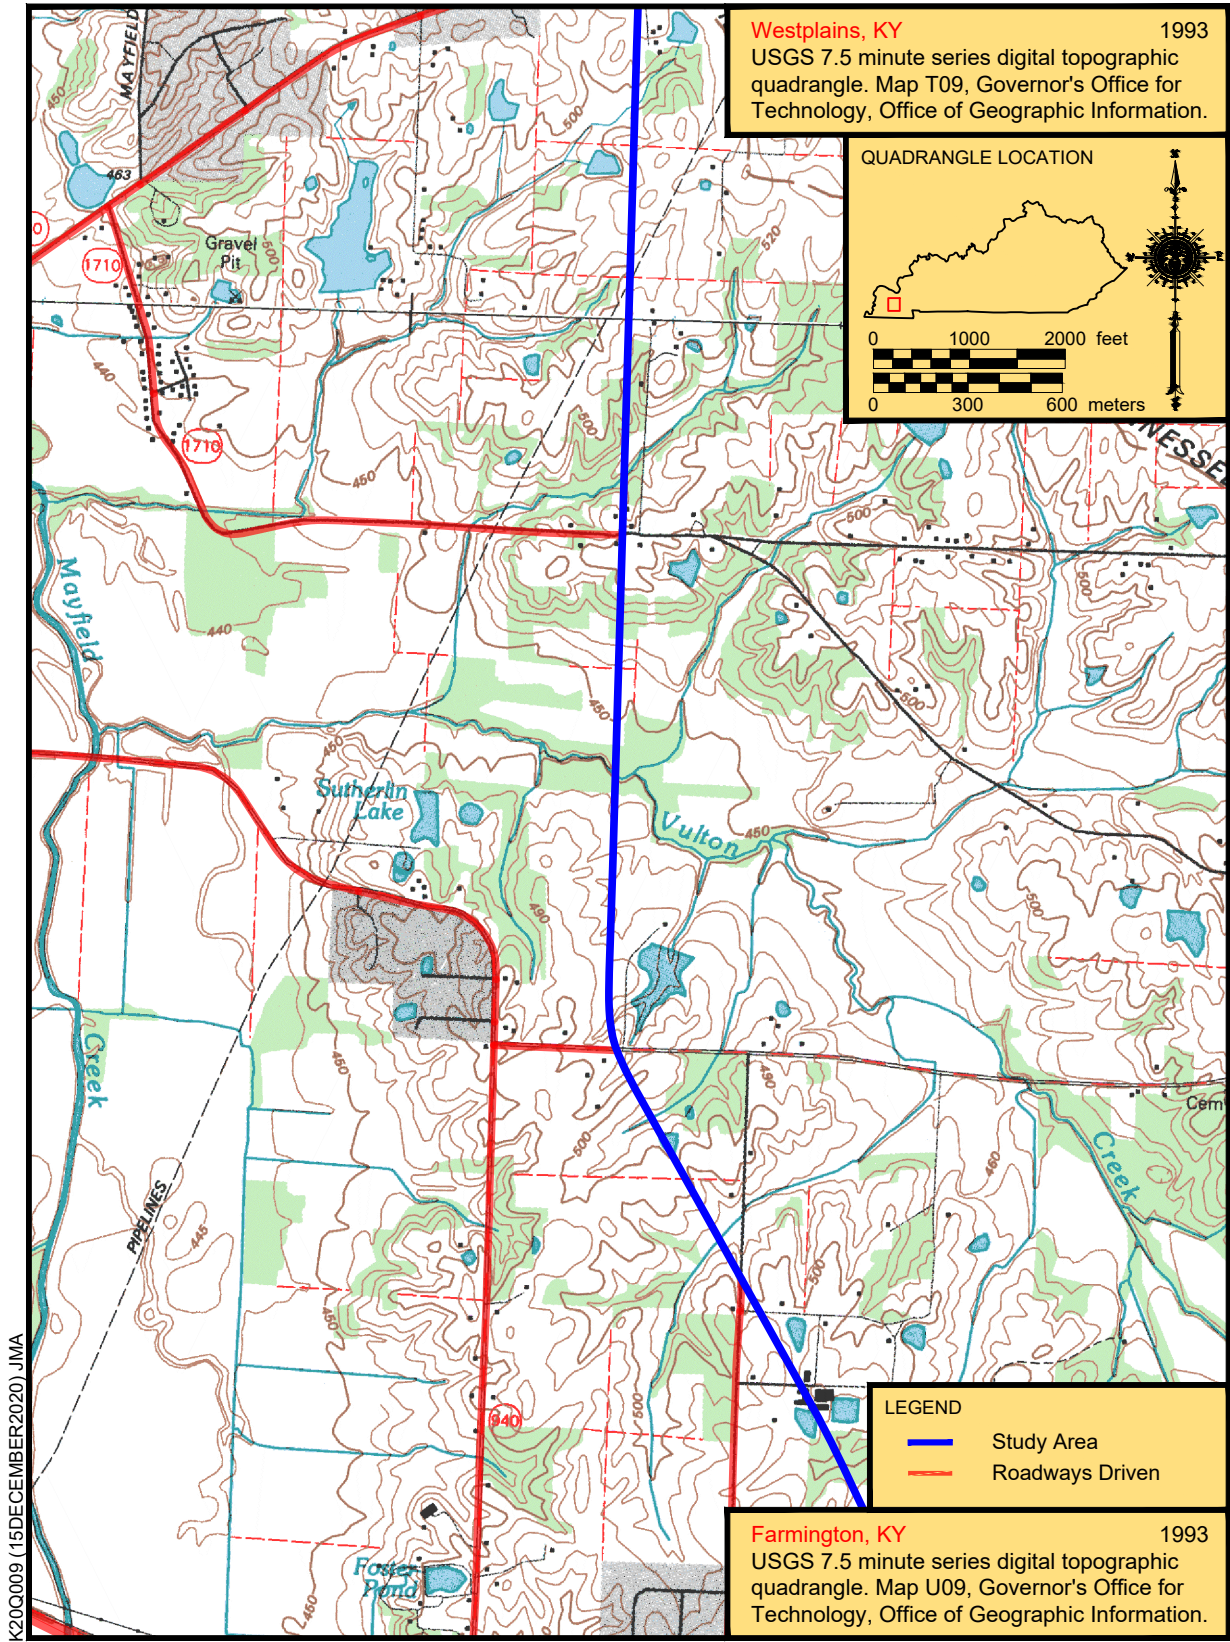 Westplains, KY 1993
USGS 7.5 minute series digital topographic
quadrangle. Map T09, Governor's Office for
Technology, Office of Geographic Information.
QUADRANGLE LOCATION
0 1000 2000 feet
0 300 600 meters
MAYFIELD
450
463
500
520
Gravel
Pit
500
1710
440
1710
450
500
500
500
Mayfield
440
450
500
450
Sutherlin
Lake
Vulton
450
490
500
Creek
450
490
500
Cem
460
Creek
PIPELINES
445
450
500
500
940
450
Foster
Pond
LEGEND
Study Area
Roadways Driven
Farmington, KY 1993
USGS 7.5 minute series digital topographic
quadrangle. Map U09, Governor's Office for
Technology, Office of Geographic Information.
K20Q009 (15DECEMBER2020) JMA